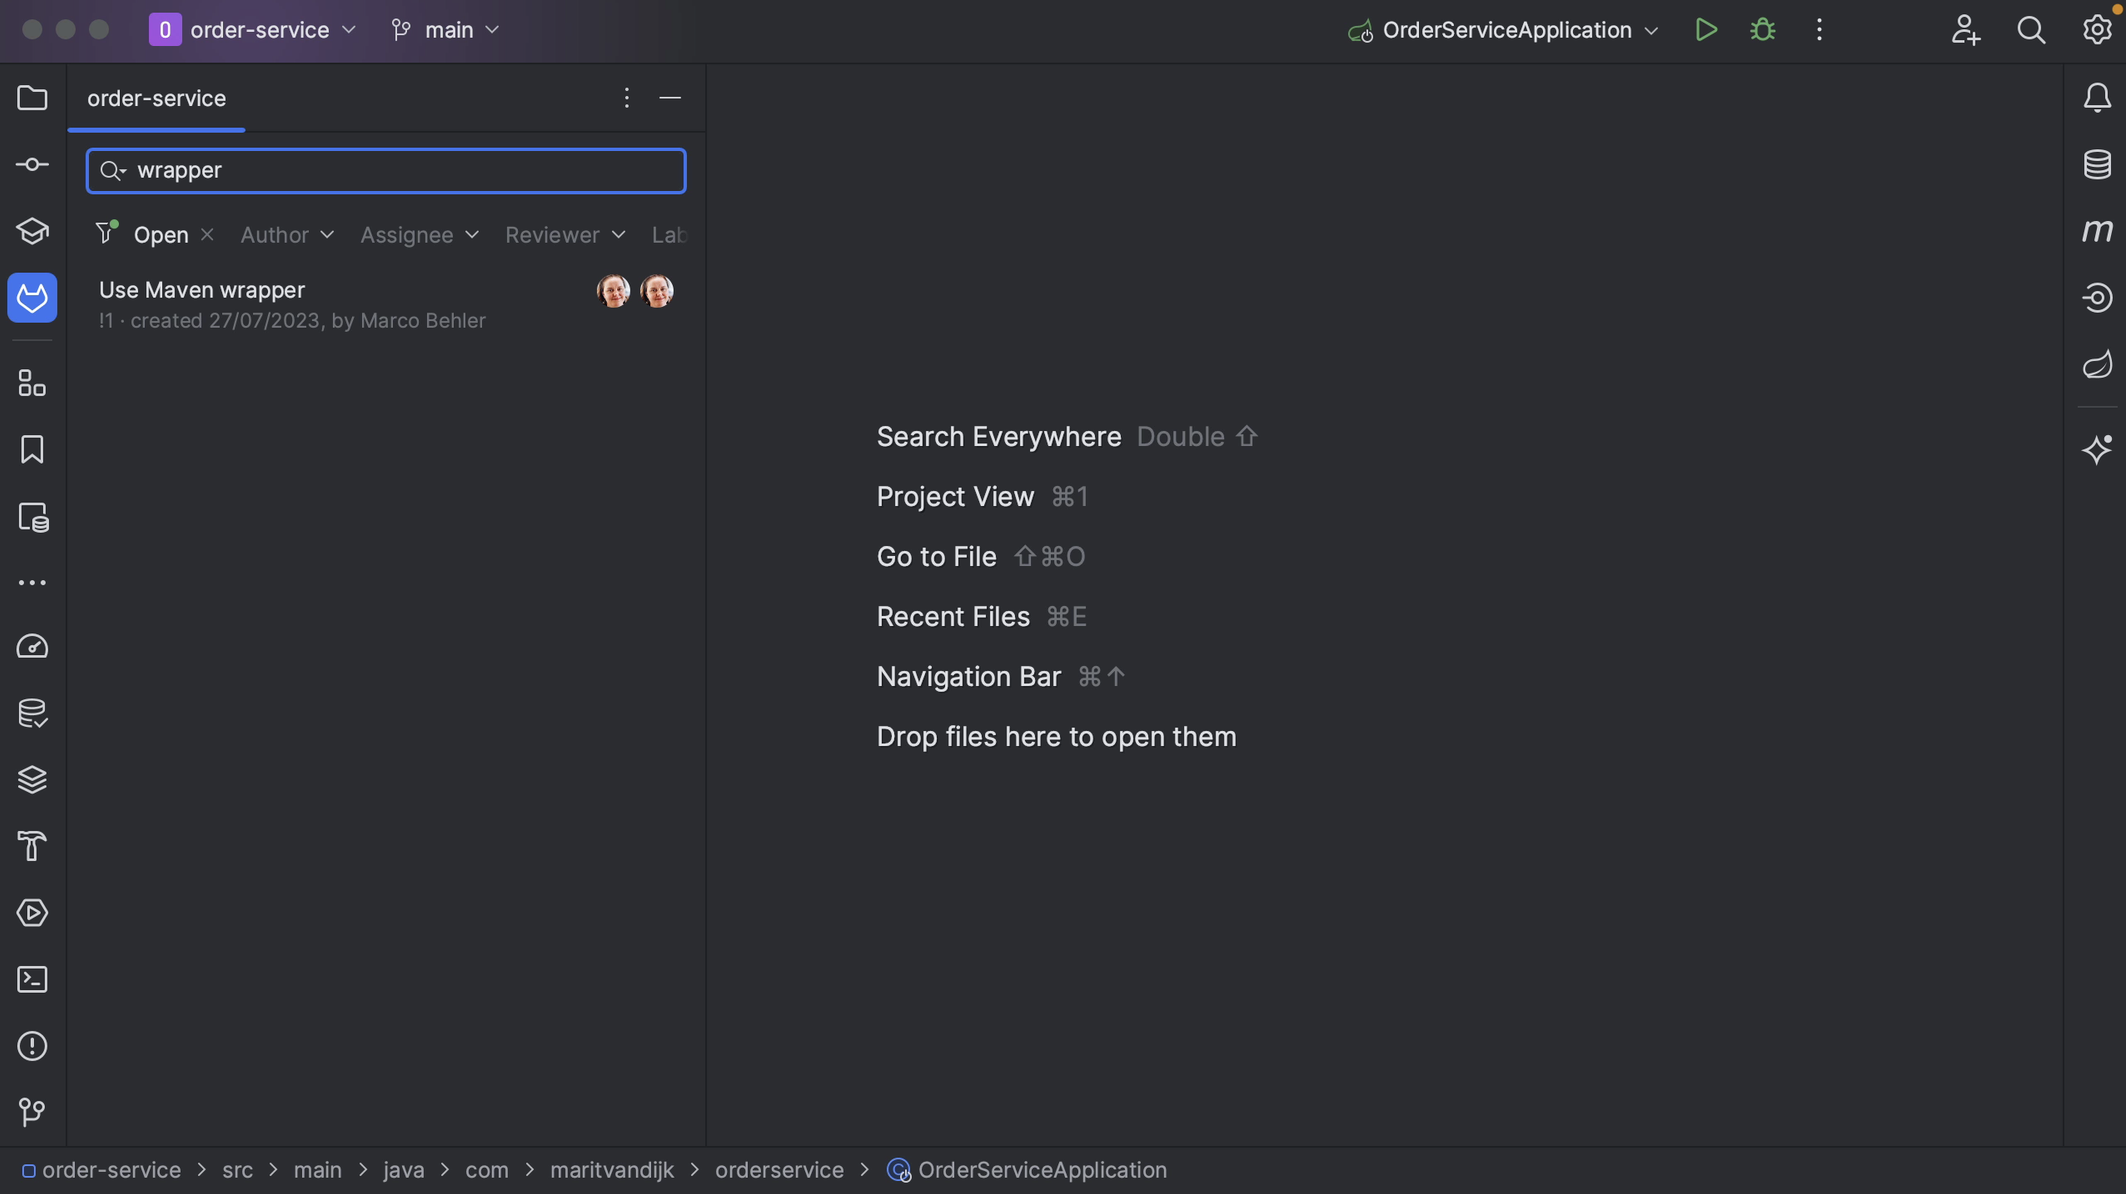 0 order-service main OrderServiceApplication
order-service
wrapper
Open Author Assignee Reviewer Lab
Use Maven wrapper
!1 · created 27/07/2023, by Marco Behler
m
Search Everywhere Double ⇧
Project View ⌘1
Go to File ⇧⌘O
Recent Files ⌘E
Navigation Bar ⌘↑
Drop files here to open them
order-service > src > main > java > com > maritvandijk > orderservice > OrderServiceApplication